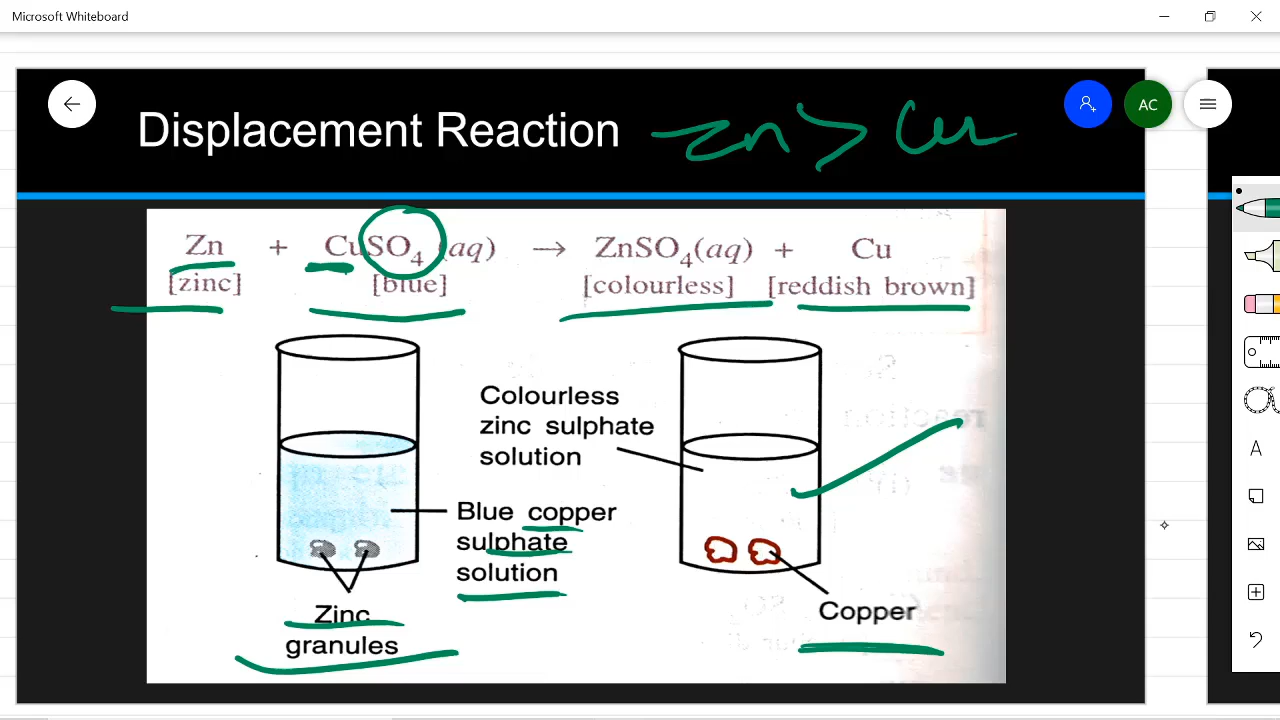 Microsoft Whiteboard
AC
Displacement Reaction Zn > Cu
Zn + CuSO4 (aq) → ZnSO4(aq) + Cu
[zinc] [blue] [colourless] [reddish brown]
Colourless
zinc sulphate
solution
Blue copper
sulphate
solution
Zinc
granules
Copper
A